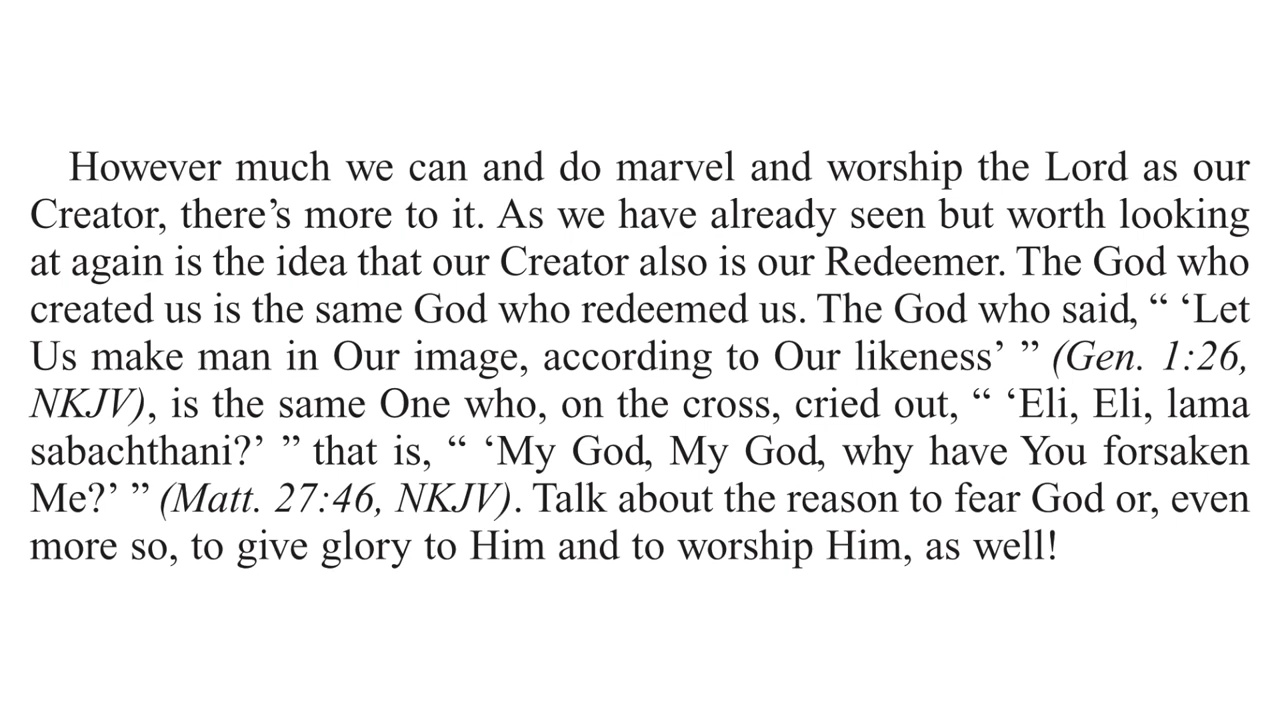 However much we can and do marvel and worship the Lord as our
Creator, there’s more to it. As we have already seen but worth looking
at again is the idea that our Creator also is our Redeemer. The God who
created us is the same God who redeemed us. The God who said, “ ‘Let
Us make man in Our image, according to Our likeness’ ” (Gen. 1:26,
NKJV), is the same One who, on the cross, cried out, “ ‘Eli, Eli, lama
sabachthani?’ ” that is, “ ‘My God, My God, why have You forsaken
Me?’ ” (Matt. 27:46, NKJV). Talk about the reason to fear God or, even
more so, to give glory to Him and to worship Him, as well!